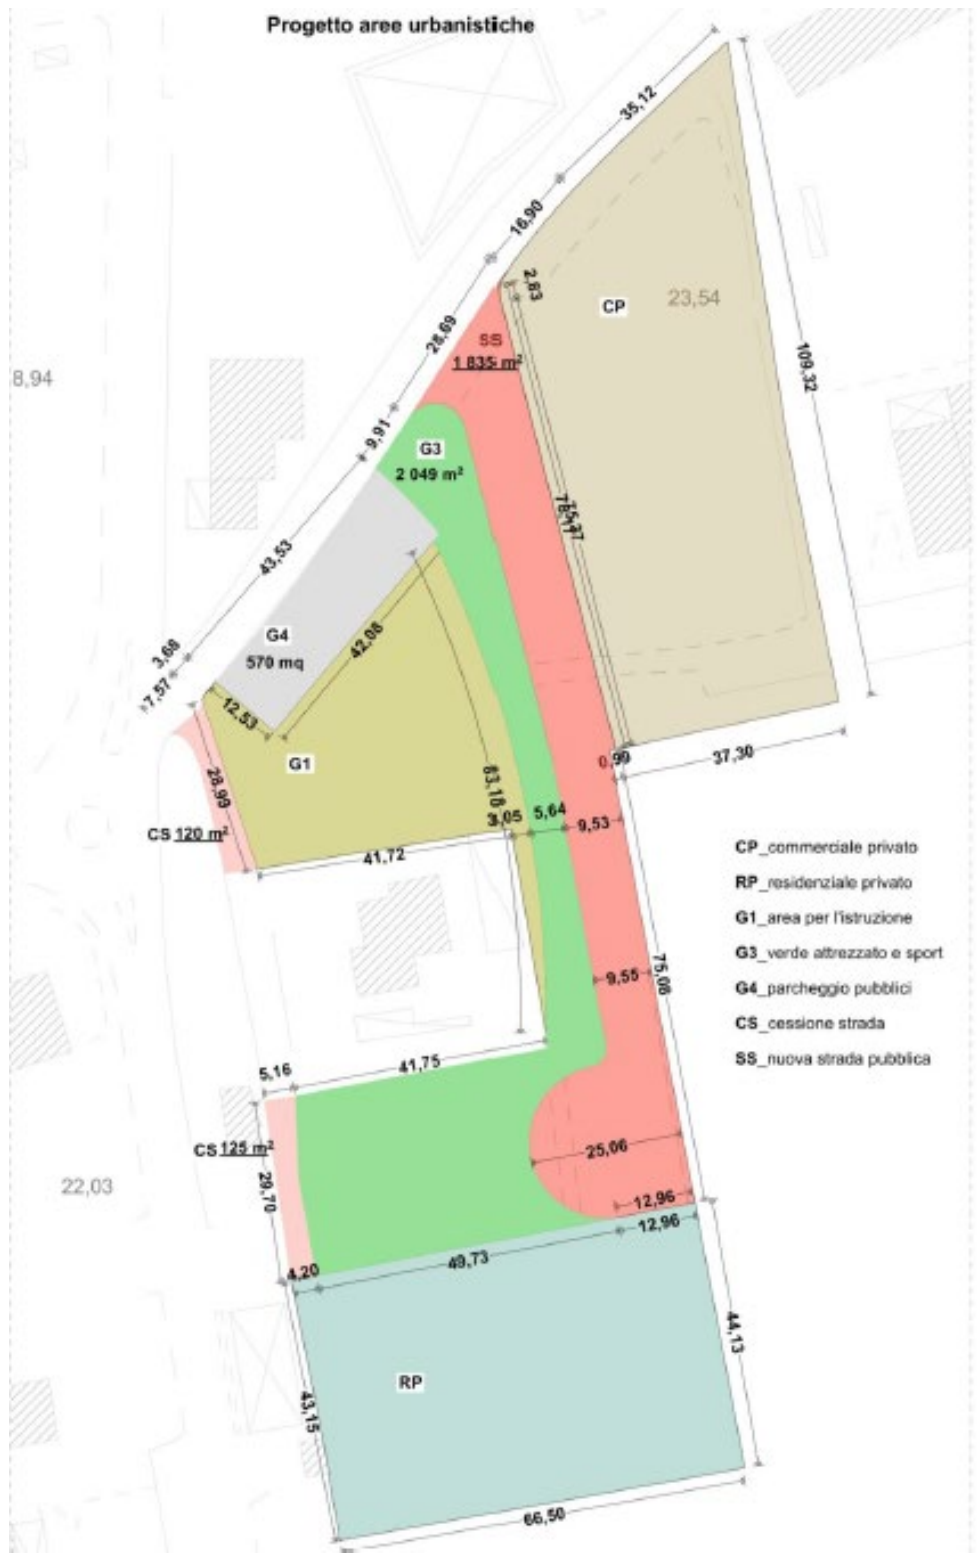 Progetto aree urbanistiche
35,12
16,90
2,83
CP
23,54
28,69
SS
1 835 m²
109,32
8,94
9,91
G3
2 049 m²
75,37
43,53
G4
570 mq
42,08
3,68
7,57
12,53
G1
28,99
83,18
0,99
37,30
3,05
5,64
9,53
CS 120 m²
41,72
CP_commerciale privato
RP_residenziale privato
G1_area per l'istruzione
G3_verde attrezzato e sport
G4_parcheggio pubblici
CS_cessione strada
SS_nuova strada pubblica
9,55
75,08
5,16
41,75
CS 125 m²
25,06
22,03
29,70
12,96
12,96
4,20
49,73
44,13
RP
43,15
66,50